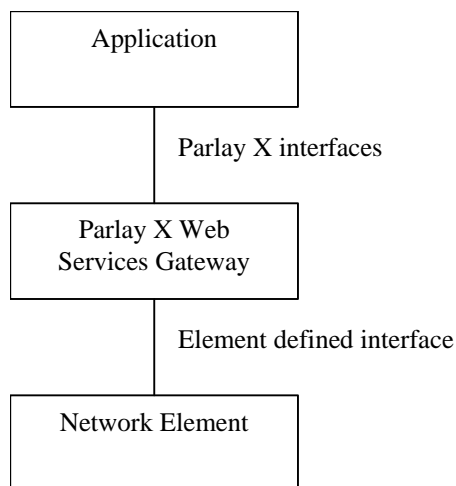 Application
Parlay X interfaces
Parlay X Web
Services Gateway
Element defined interface
Network Element